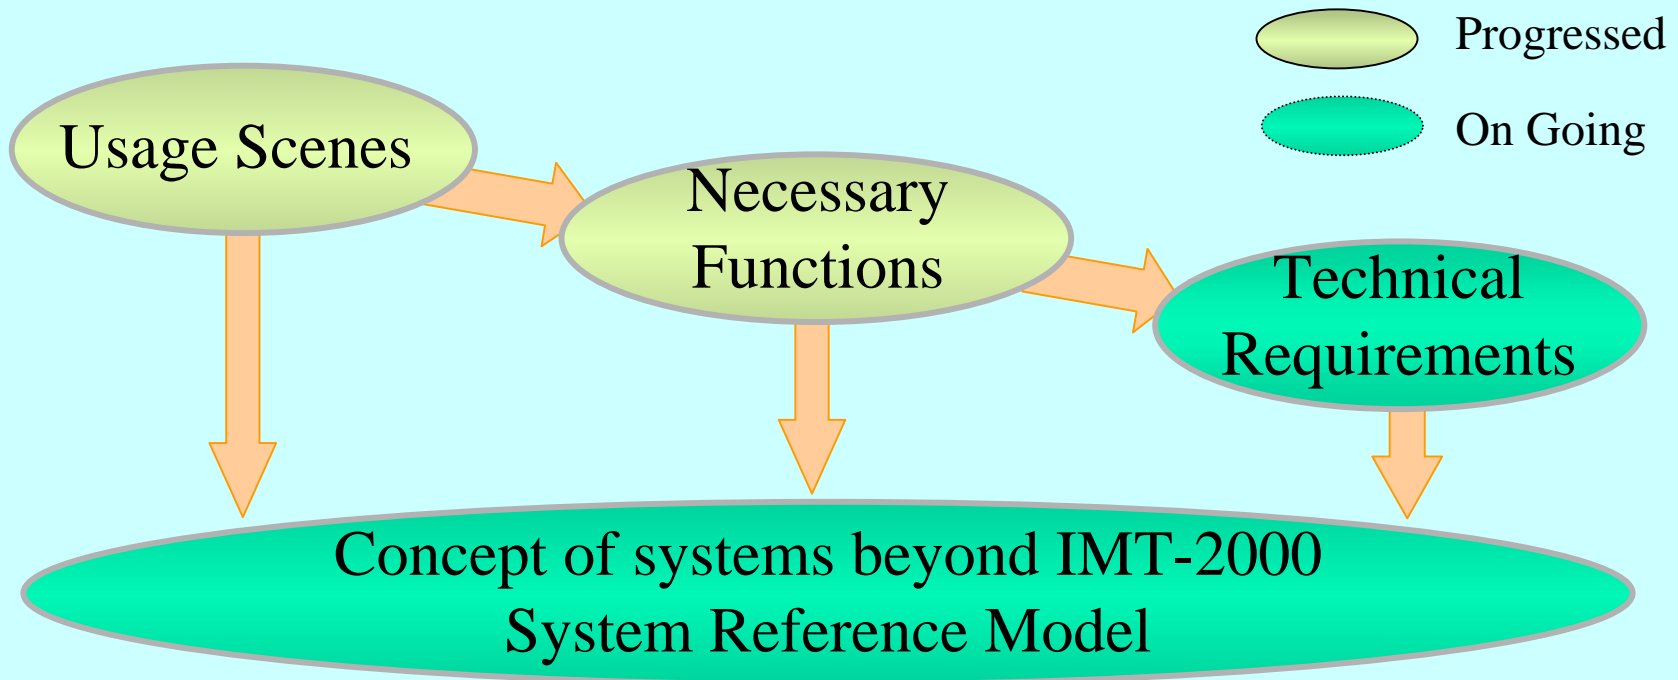 Progressed
On Going
Usage Scenes
Necessary
Functions
Technical
Requirements
Concept of systems beyond IMT-2000
System Reference Model